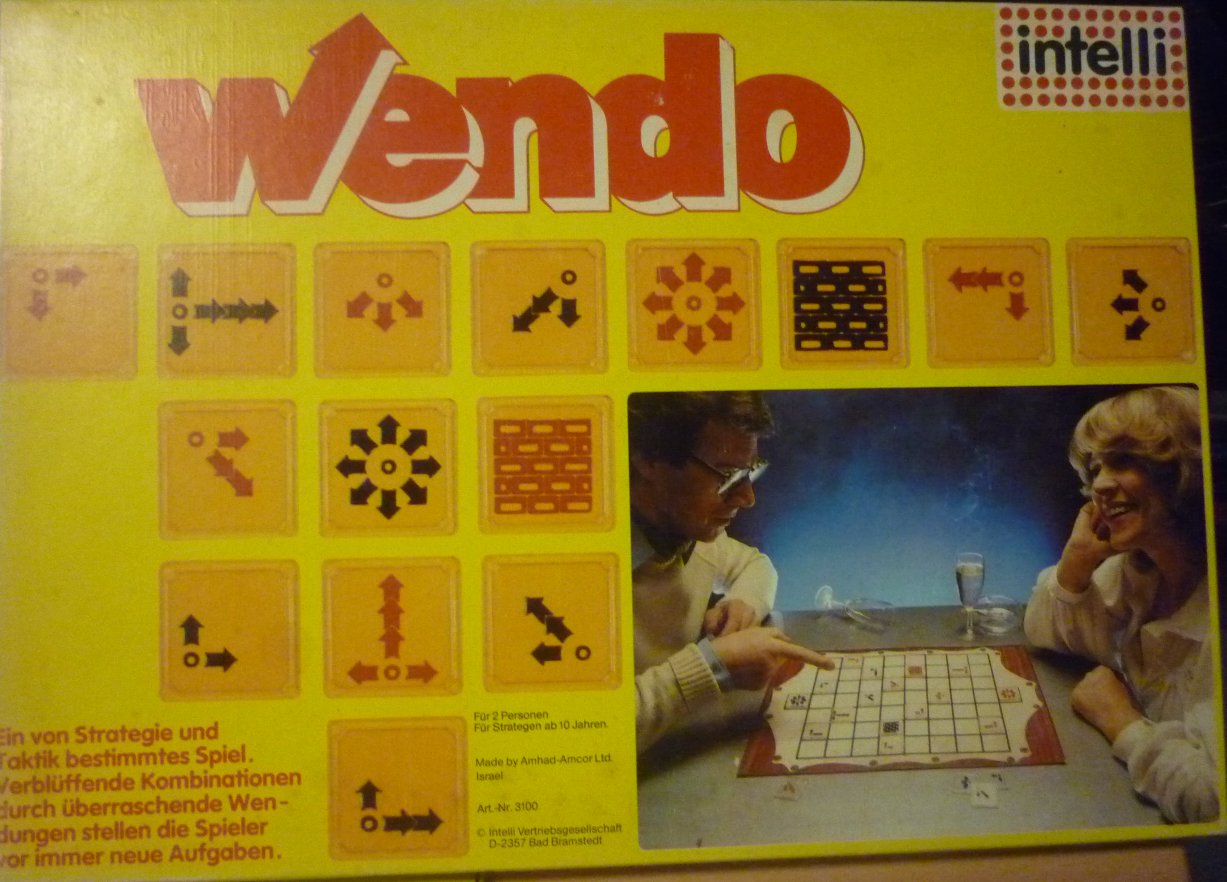 Wendo
intelli
Ein von Strategie und
Taktik bestimmtes Spiel.
Verblüffende Kombinationen
durch überraschende Wen-
dungen stellen die Spieler
vor immer neue Aufgaben.
Für 2 Personen
Für Strategen ab 10 Jahren.
Made by Amhad-Amcor Ltd.
Israel
Art.-Nr. 3100
© Intelli Vertriebsgesellschaft
D-2357 Bad Bramstedt